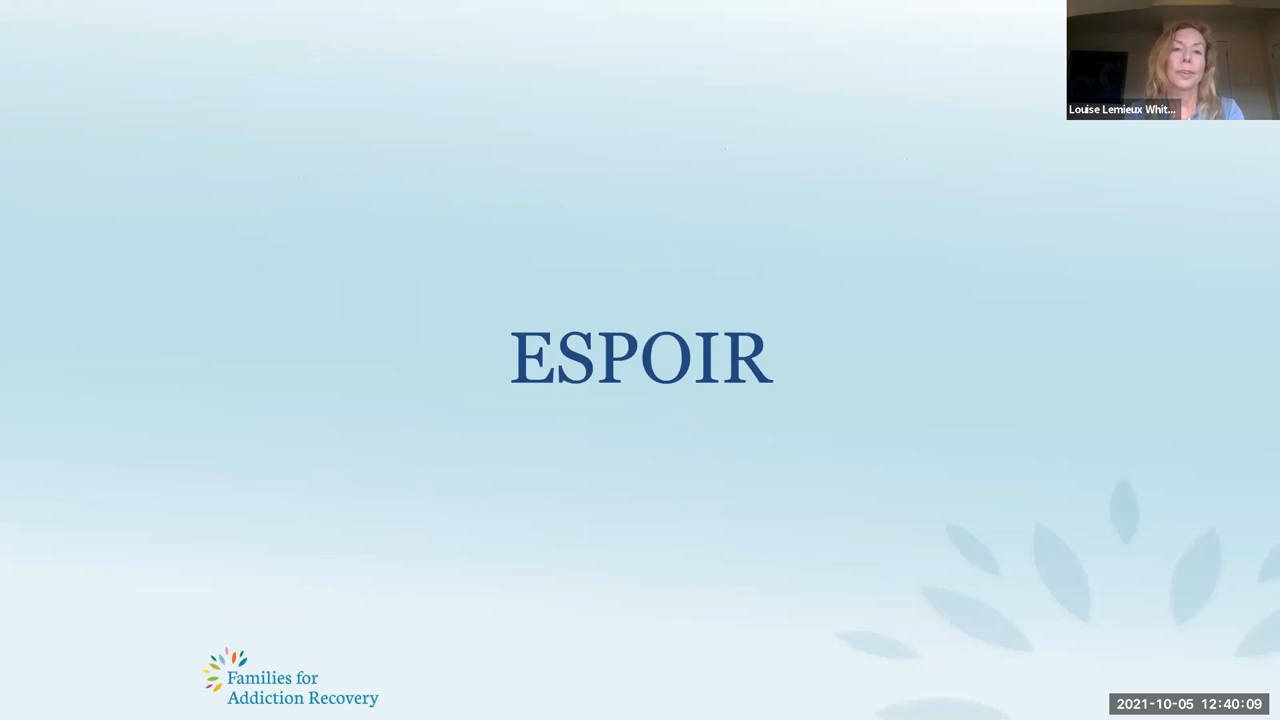 Louise Lemieux Whit...
ESPOIR
Families for
Addiction Recovery
2021-10-05 12:40:09